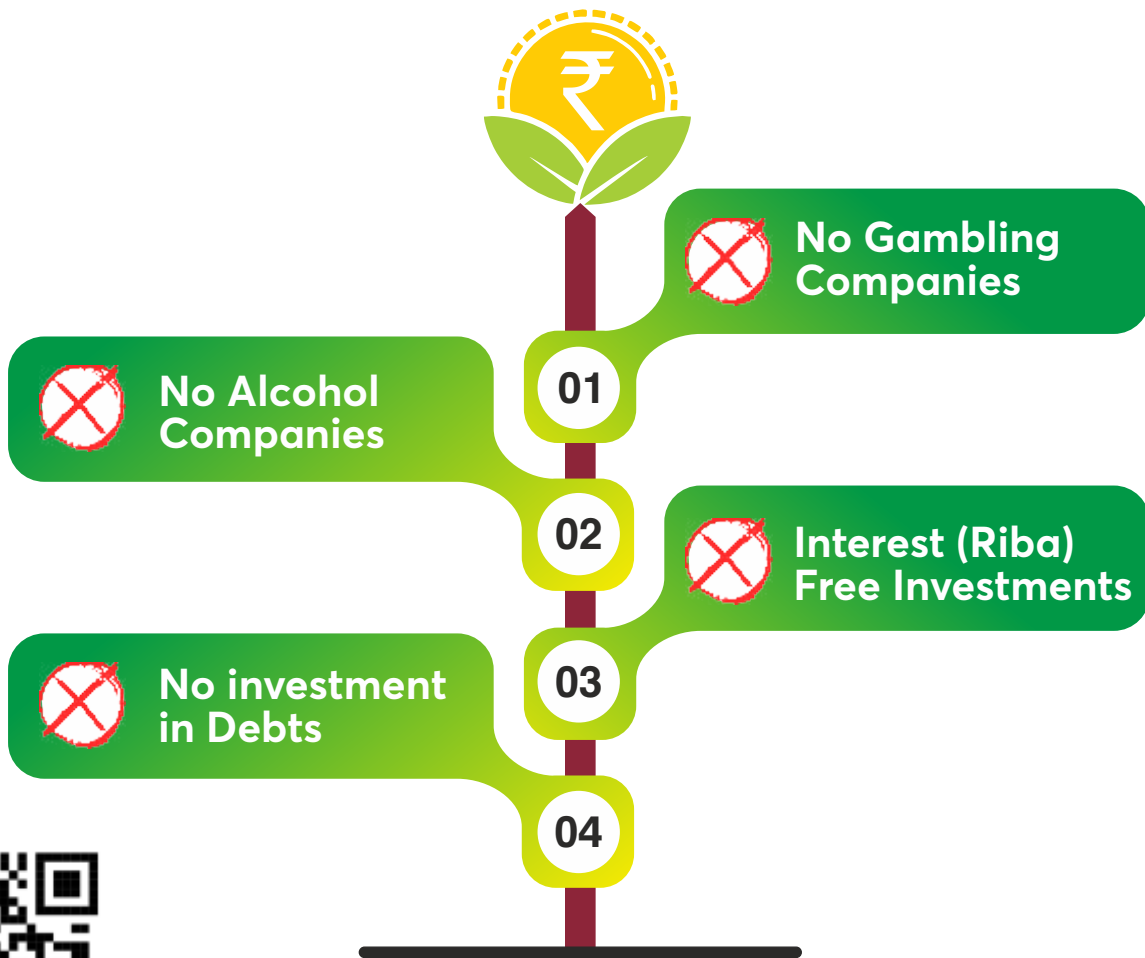 ₹
No Gambling
Companies
01
No Alcohol
Companies
02
Interest (Riba)
Free Investments
03
No investment
in Debts
04